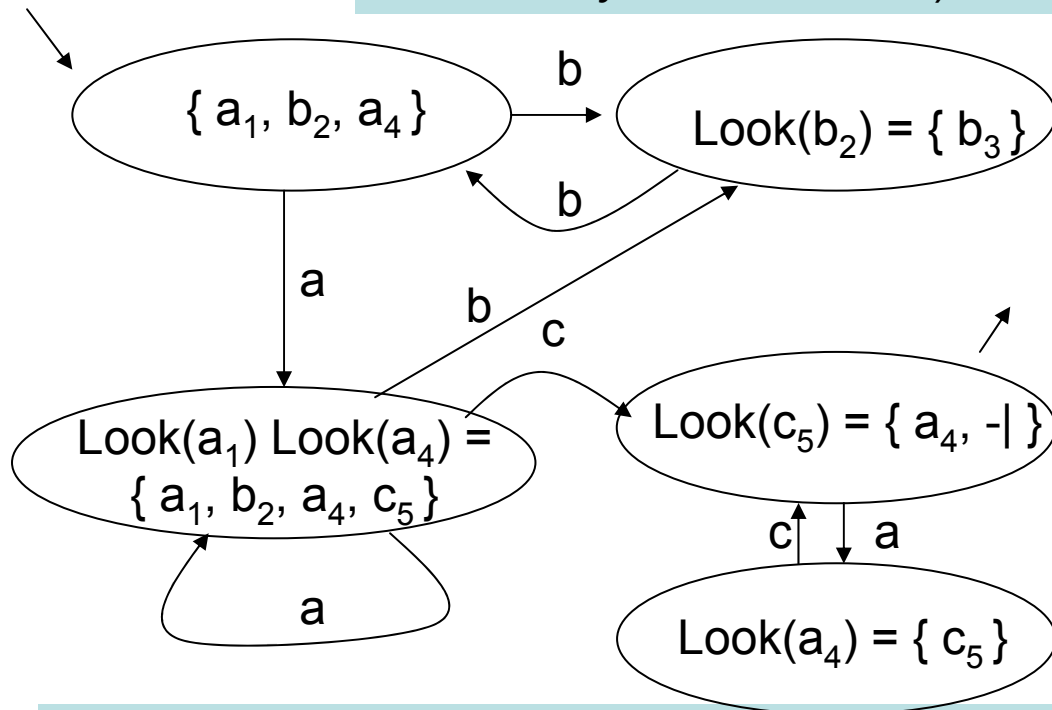 { a₁, b₂, a₄ }
b
Look(b₂) = { b₃ }
b
a
b
c
Look(a₁) Look(a₄) =
{ a₁, b₂, a₄, c₅ }
Look(c₅) = { a₄, -| }
c
a
a
Look(a₄) = { c₅ }